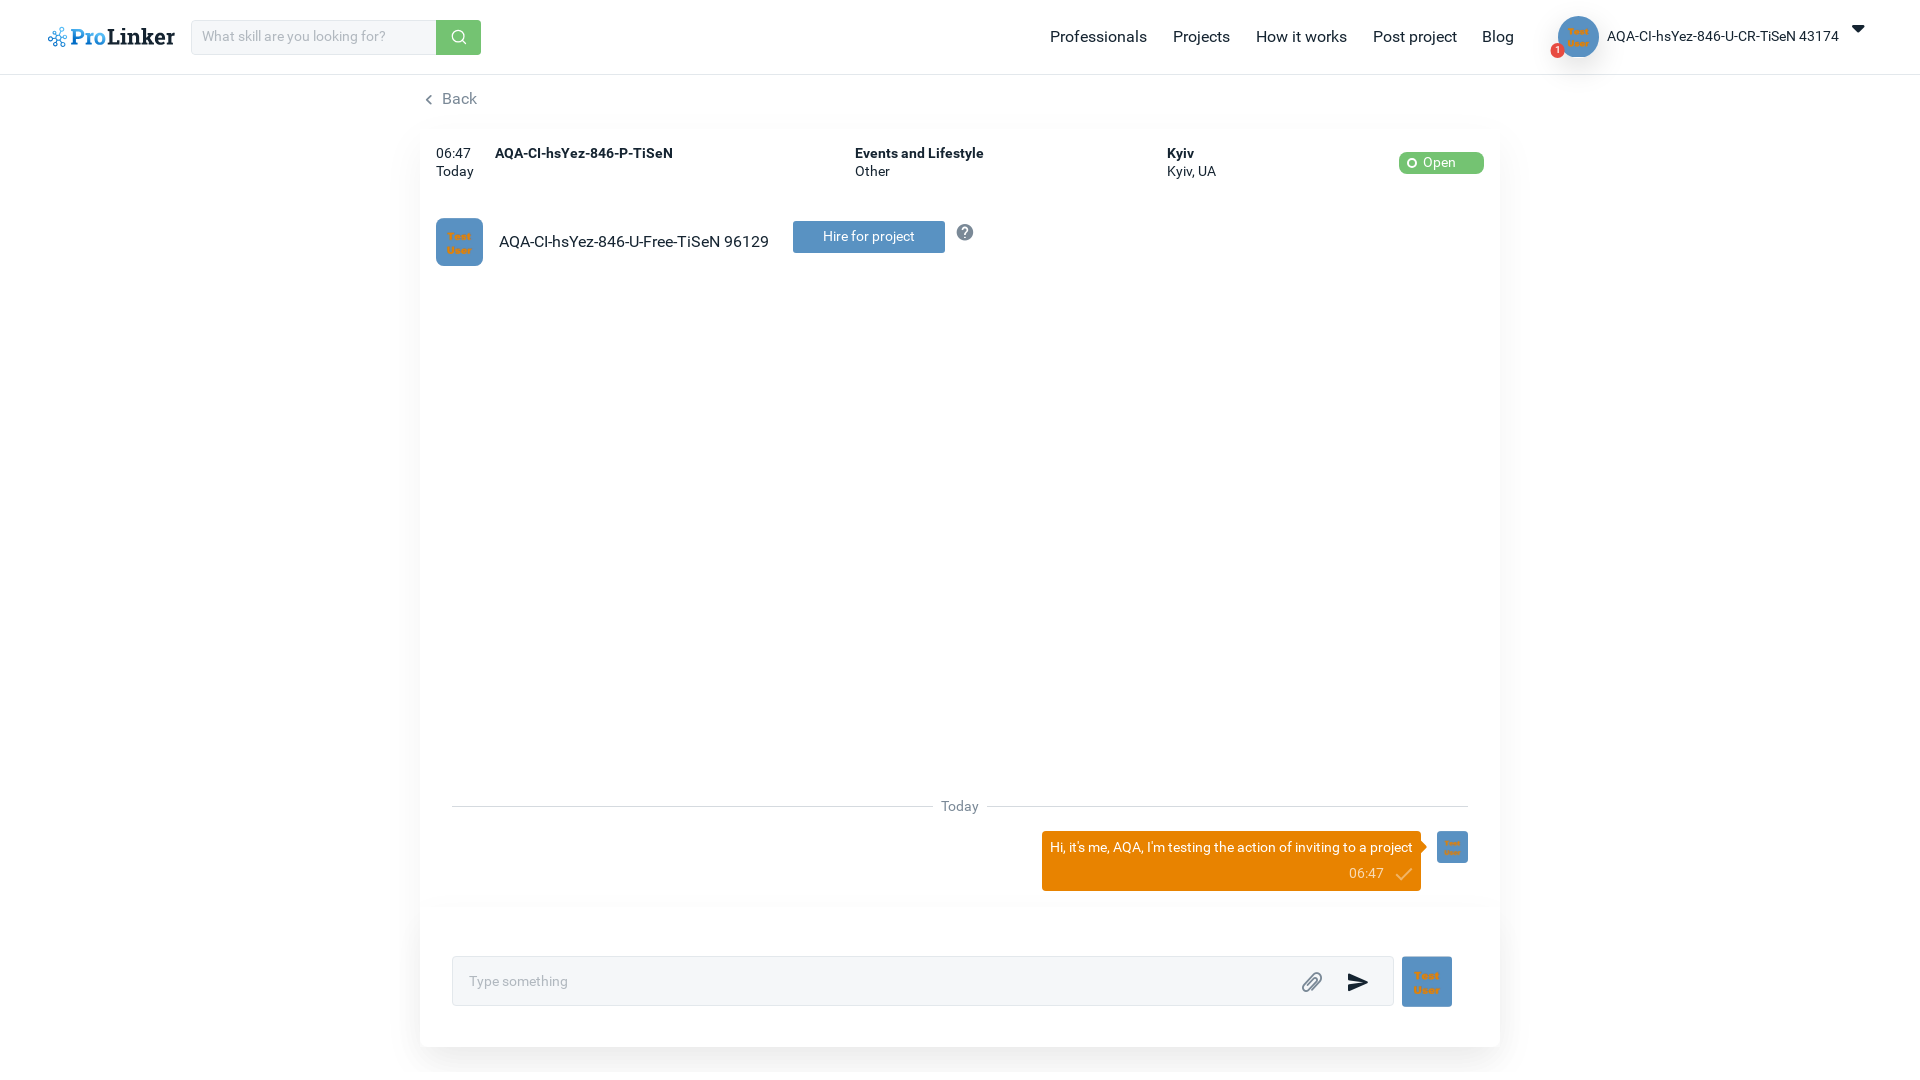 ProLinker
What skill are you looking for?
Professionals
Projects
How it works
Post project
Blog
Test
User
1
AQA-CI-hsYez-846-U-CR-TiSeN 43174
Back
06:47
Today
AQA-CI-hsYez-846-P-TiSeN
Events and Lifestyle
Other
Kyiv
Kyiv, UA
Open
Test
User
AQA-CI-hsYez-846-U-Free-TiSeN 96129
Hire for project
Today
Hi, it's me, AQA, I'm testing the action of inviting to a project
06:47
Test
User
Type something
Test
User